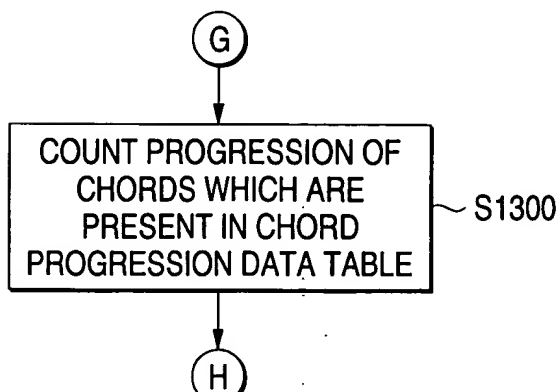 G
COUNT PROGRESSION OF
CHORDS WHICH ARE
PRESENT IN CHORD
PROGRESSION DATA TABLE
S1300
H